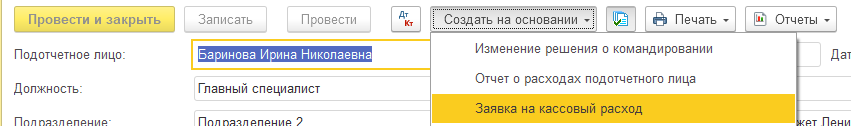 Провести и закрыть Записать Провести Дт Кт Создать на основании Печать Отчеты
Подотчетное лицо: Баринова Ирина Николаевна Изменение решения о командировании Дат
Отчет о расходах подотчетного лица
Должность: Главный специалист
Заявка на кассовый расход
Подразделение: Подразделение 2 жет Лени